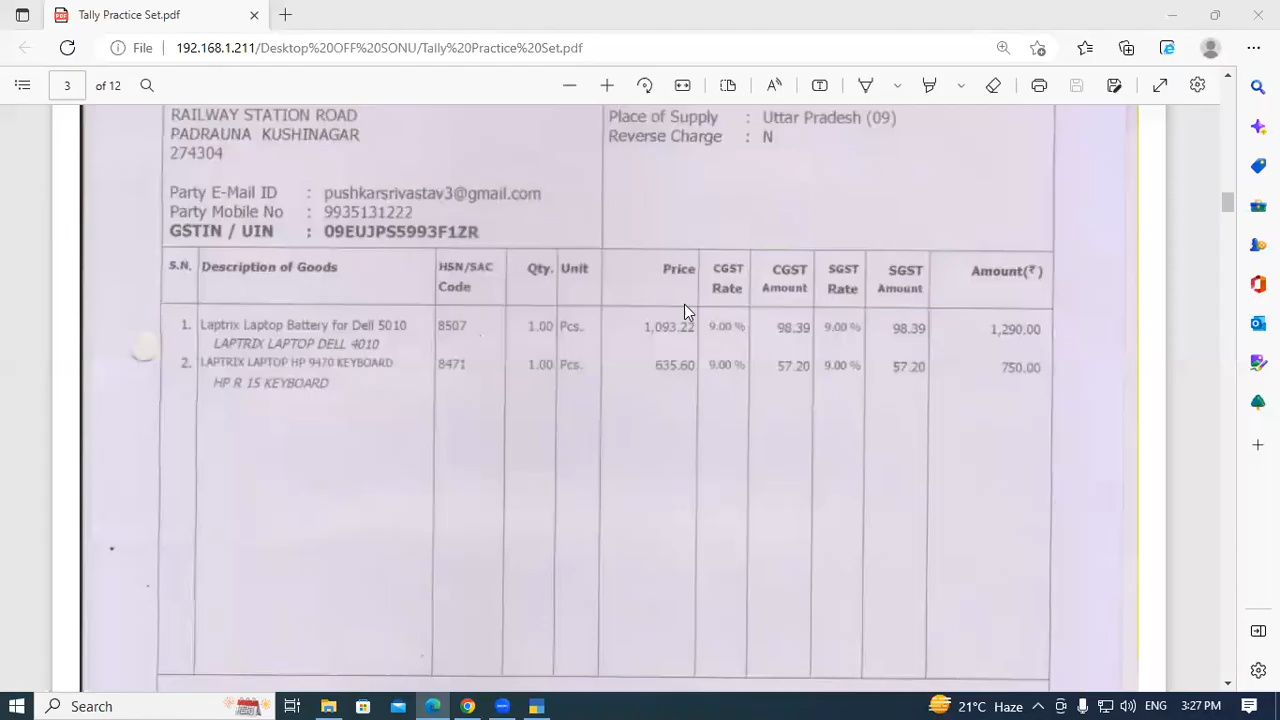 Tally Practice Set.pdf
File 192.168.1.211/Desktop%20OFF%20SONU/Tally%20Practice%20Set.pdf
3 of 12
RAILWAY STATION ROAD
PADRAUNA KUSHINAGAR
274304
Place of Supply : Uttar Pradesh (09)
Reverse Charge : N
Party E-Mail ID : pushkarsrivastav3@gmail.com
Party Mobile No : 9935131222
GSTIN / UIN : 09EUJPS5993F1ZR
S.N. Description of Goods HSN/SAC Code Qty. Unit Price CGST Rate CGST Amount SGST Rate SGST Amount Amount(₹)
1. Laptrix Laptop Battery for Dell 5010 8507 1.00 Pcs. 1,093.22 9.00 % 98.39 9.00 % 98.39 1,290.00
LAPTRIX LAPTOP DELL 4010
2. LAPTRIX LAPTOP HP 9470 KEYBOARD 8471 1.00 Pcs. 635.60 9.00 % 57.20 9.00 % 57.20 750.00
HP R 15 KEYBOARD
Search 21°C Haze ENG 3:27 PM